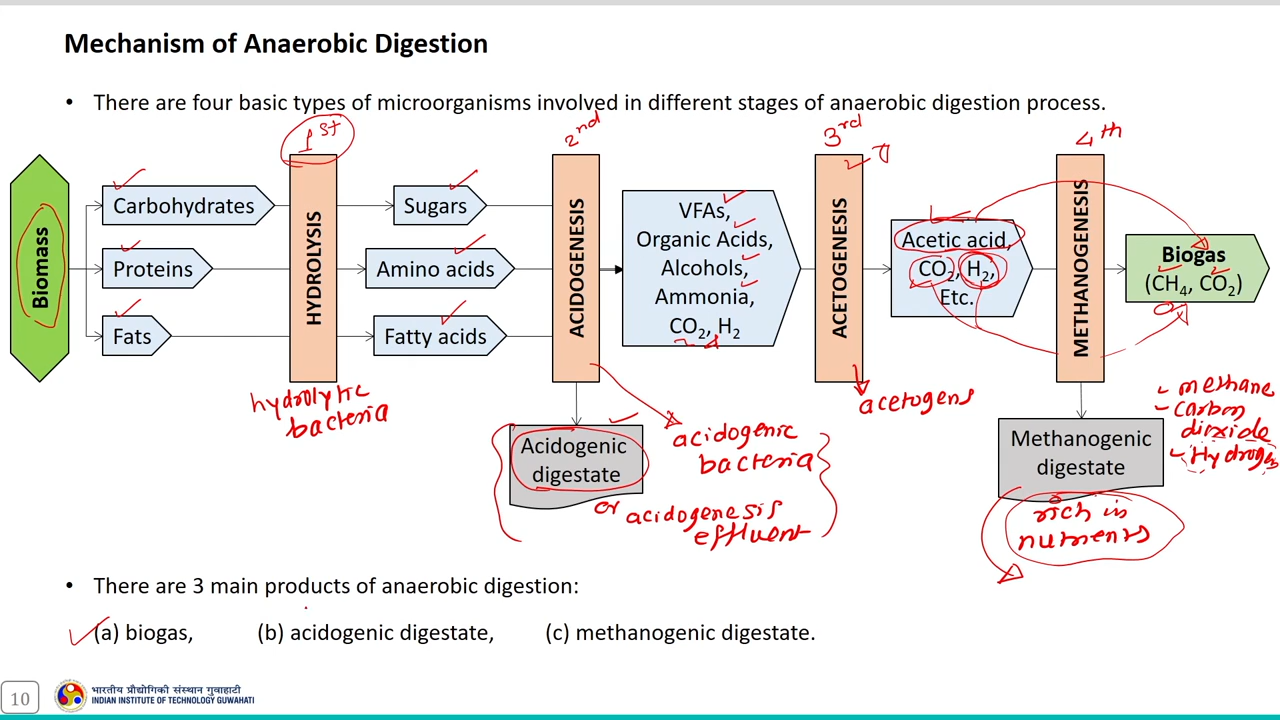 Mechanism of Anaerobic Digestion
• There are four basic types of microorganisms involved in different stages of anaerobic digestion process.
1st
2nd
3rd
4th
Biomass
Carbohydrates
Proteins
Fats
HYDROLYSIS
hydrolytic
bacteria
Sugars
Amino acids
Fatty acids
ACIDOGENESIS
VFAs,
Organic Acids,
Alcohols,
Ammonia,
CO2, H2
ACETOGENESIS
acetogens
Acetic acid,
CO2, H2,
Etc.
METHANOGENESIS
Biogas
(CH4, CO2)
methane
carbon
dioxide
Hydrogen
Acidogenic
digestate
acidogenic
bacteria
or acidogenesis
effluent
Methanogenic
digestate
rich in
nutrients
• There are 3 main products of anaerobic digestion:
(a) biogas, (b) acidogenic digestate, (c) methanogenic digestate.
10
भारतीय प्रौद्योगिकी संस्थान गुवाहाटी
INDIAN INSTITUTE OF TECHNOLOGY GUWAHATI